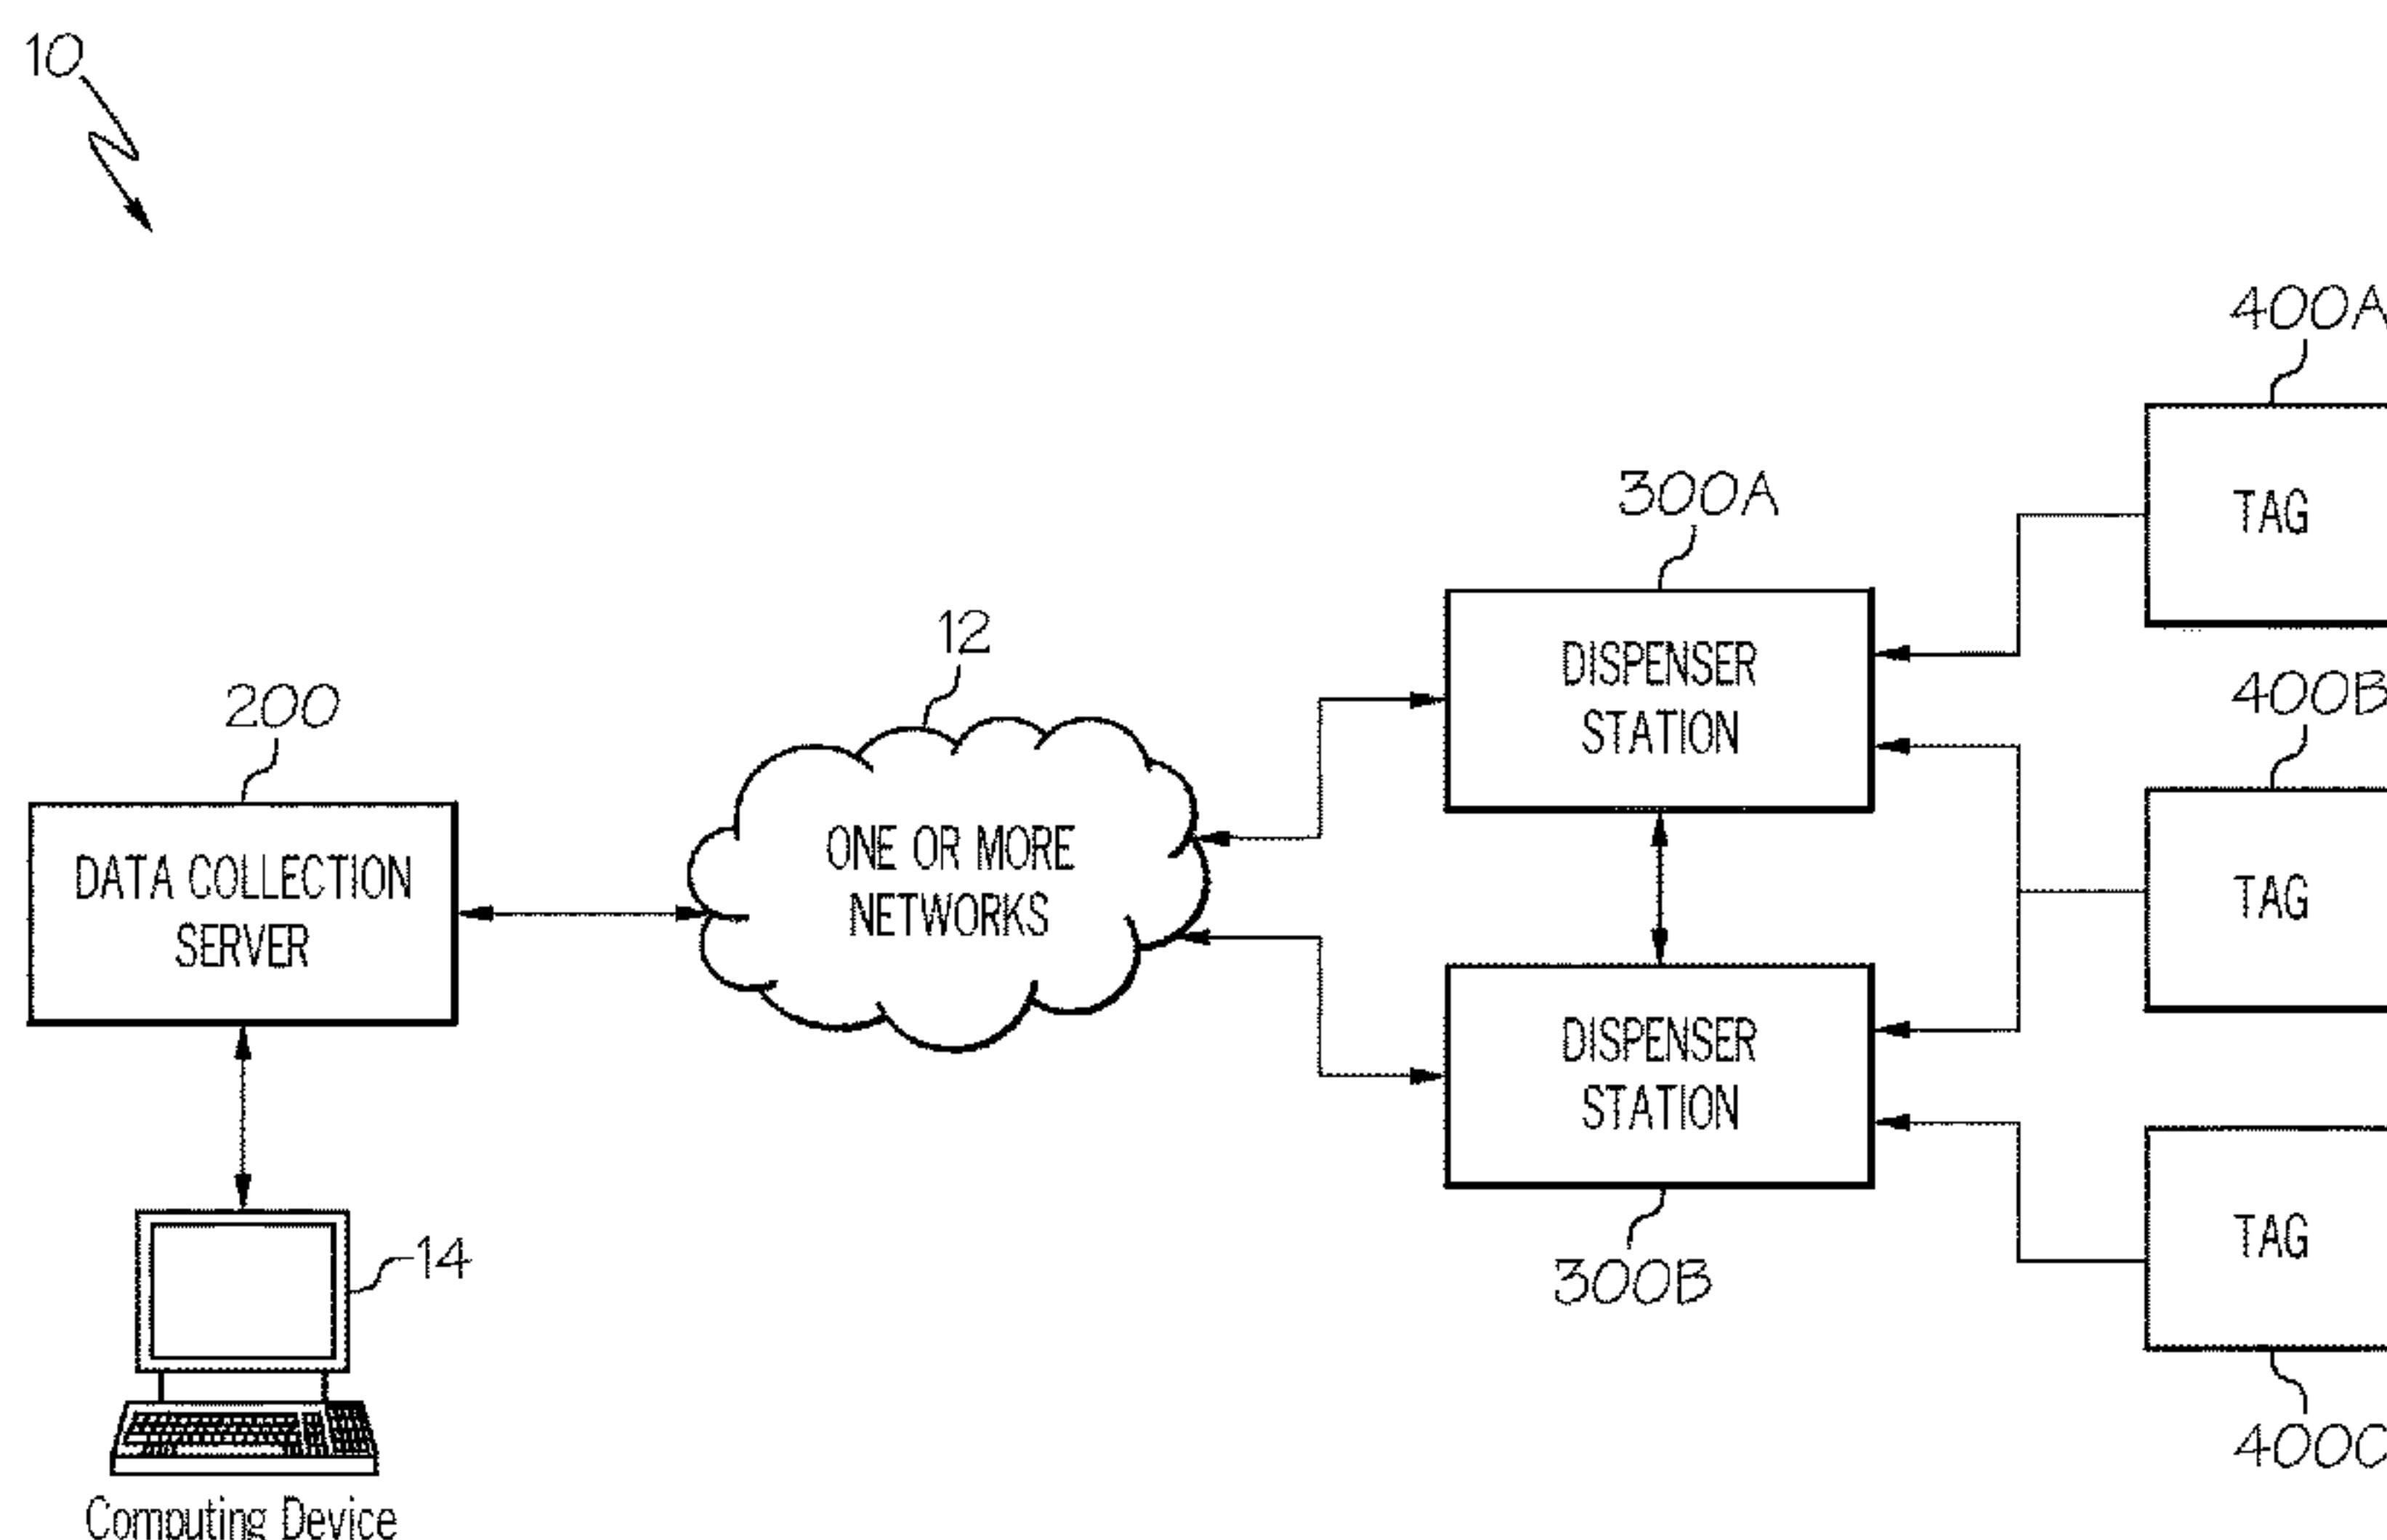 10
400A
TAG
300A
DISPENSER
STATION
400B
12
200
ONE OR MORE
NETWORKS
DATA COLLECTION
SERVER
TAG
DISPENSER
STATION
TAG
14
300B
400C
Computing Device